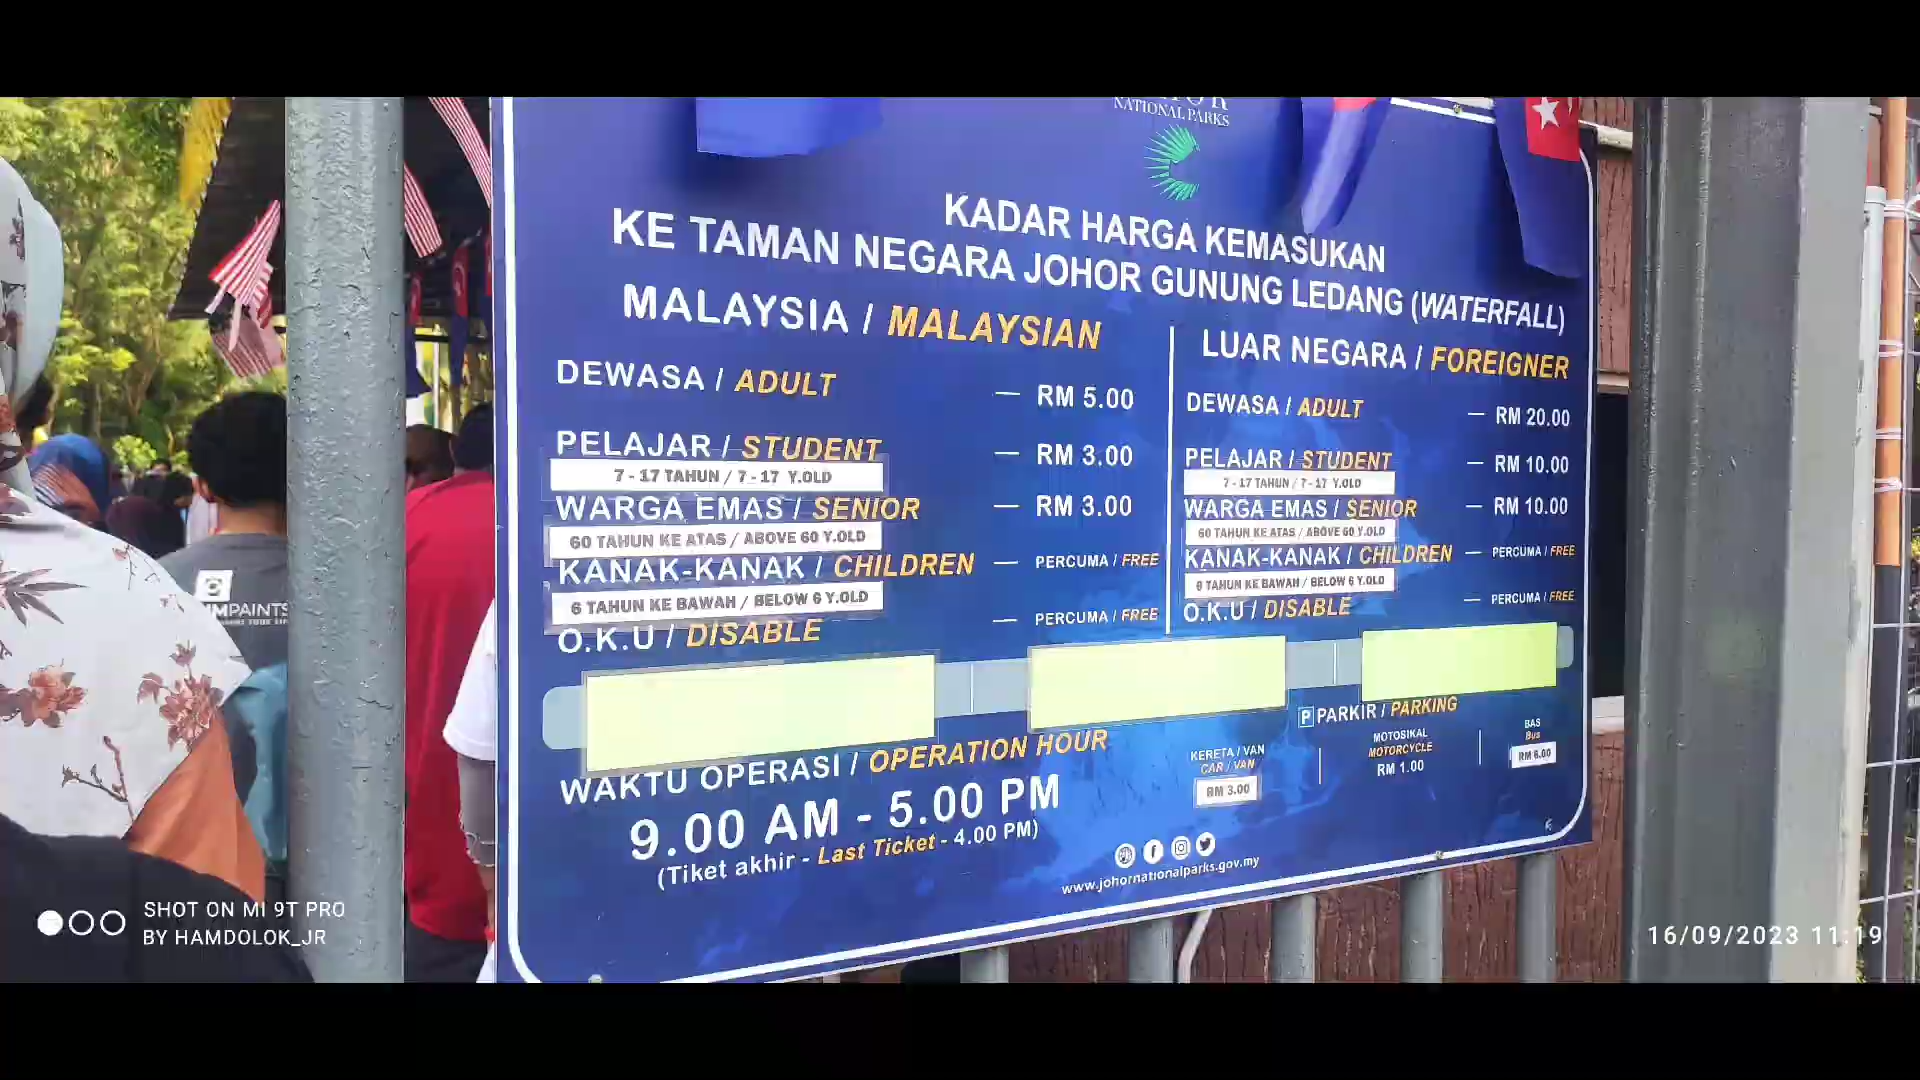 NATIONAL PARKS
KADAR HARGA KEMASUKAN
KE TAMAN NEGARA JOHOR GUNUNG LEDANG (WATERFALL)
MALAYSIA / MALAYSIAN
DEWASA / ADULT — RM 5.00
PELAJAR / STUDENT — RM 3.00
7 - 17 TAHUN / 7 - 17 Y.OLD
WARGA EMAS / SENIOR — RM 3.00
60 TAHUN KE ATAS / ABOVE 60 Y.OLD
KANAK-KANAK / CHILDREN — PERCUMA / FREE
6 TAHUN KE BAWAH / BELOW 6 Y.OLD
O.K.U / DISABLE — PERCUMA / FREE
LUAR NEGARA / FOREIGNER
DEWASA / ADULT — RM 20.00
PELAJAR / STUDENT — RM 10.00
7 - 17 TAHUN / 7 - 17 Y.OLD
WARGA EMAS / SENIOR — RM 10.00
60 TAHUN KE ATAS / ABOVE 60 Y.OLD
KANAK-KANAK / CHILDREN — PERCUMA / FREE
6 TAHUN KE BAWAH / BELOW 6 Y.OLD
O.K.U / DISABLE — PERCUMA / FREE
WAKTU OPERASI / OPERATION HOUR
9.00 AM - 5.00 PM
(Tiket akhir - Last Ticket - 4.00 PM)
P PARKIR / PARKING
KERETA / VAN
CAR / VAN
RM 3.00
MOTOSIKAL
MOTORCYCLE
RM 1.00
BAS
Bus
RM 6.00
www.johornationalparks.gov.my
PAINTS
SHOT ON MI 9T PRO
BY HAMDOLOK_JR
16/09/2023 11:19